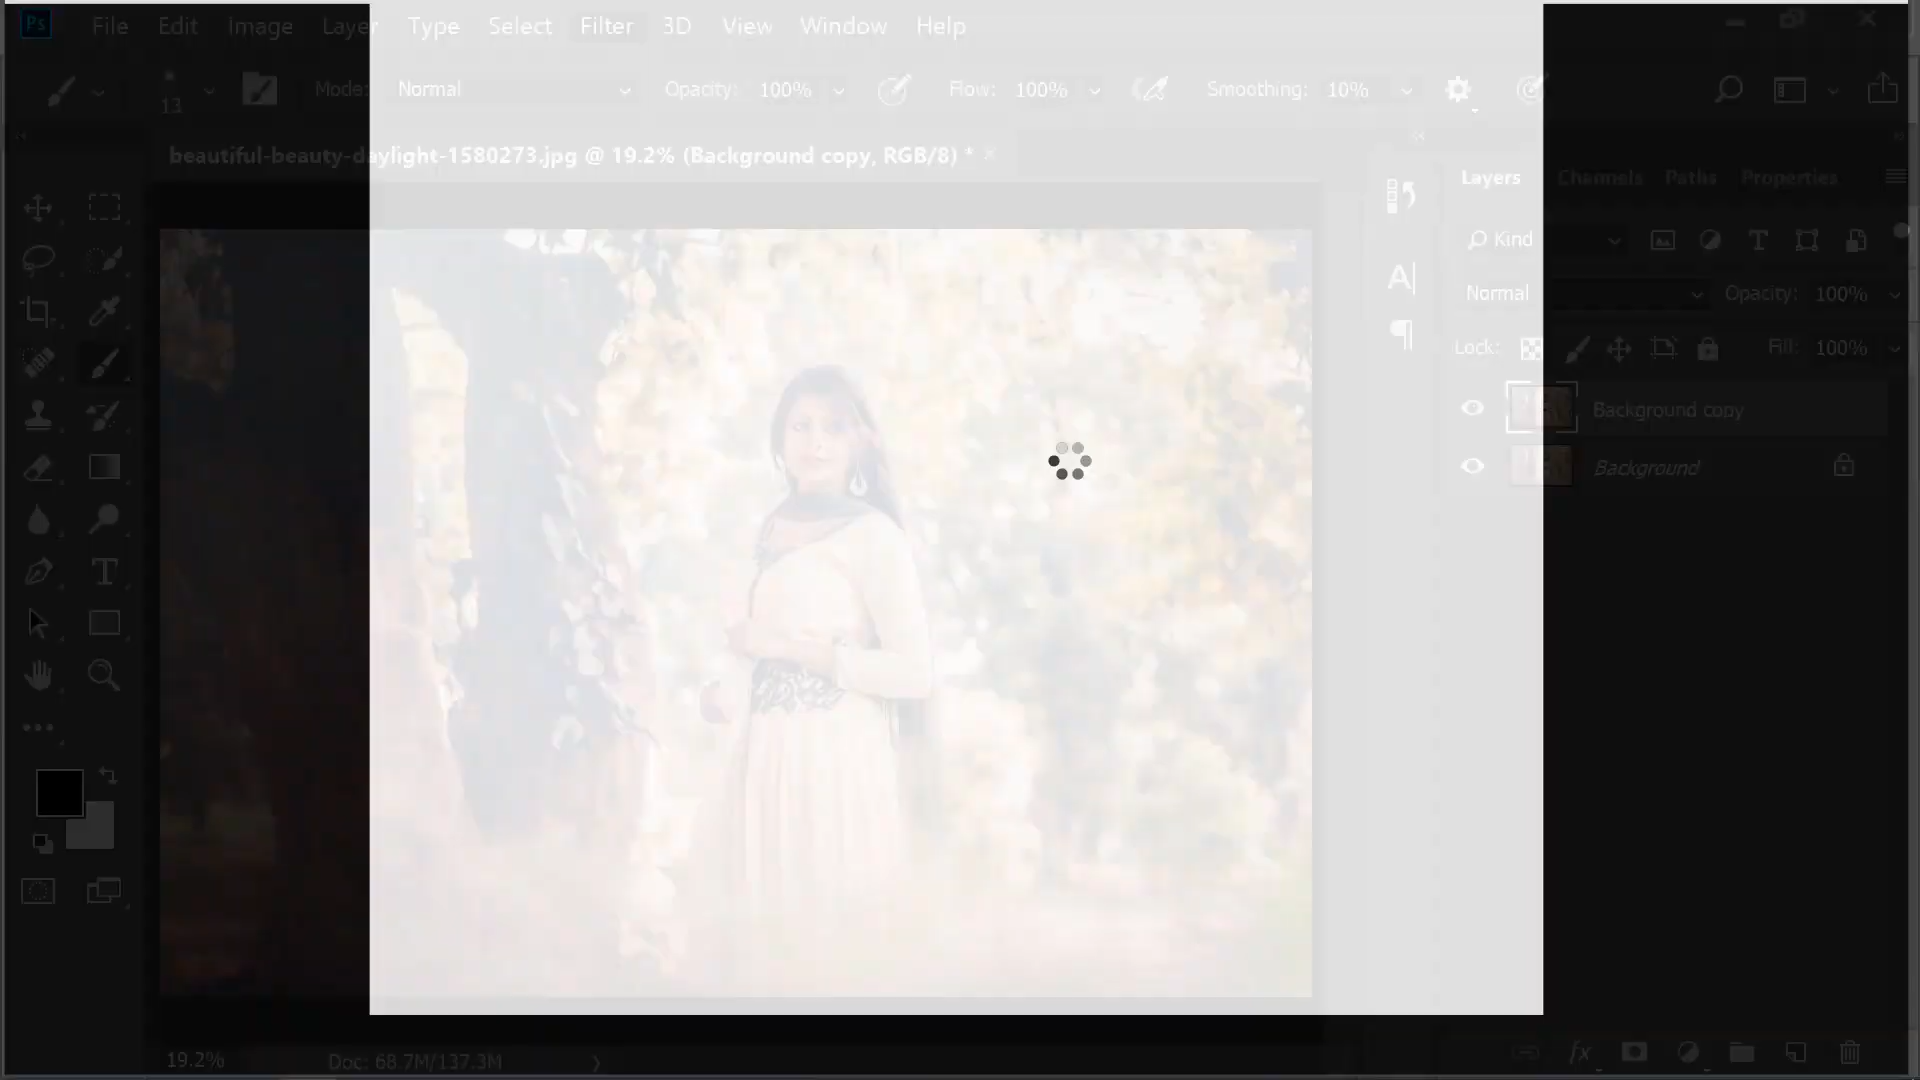 Ps File Edit Image Layer Type Select Filter 3D View Window Help
13 Mode: Normal Opacity: 100% Flow: 100% Smoothing: 10%
beautiful-beauty-daylight-1580273.jpg @ 19.2% (Background copy, RGB/8) *
Layers Channels Paths Properties
Kind
Normal Opacity: 100%
Lock: Fill: 100%
Background copy
Background
19.2% Doc: 68.7M/137.3M